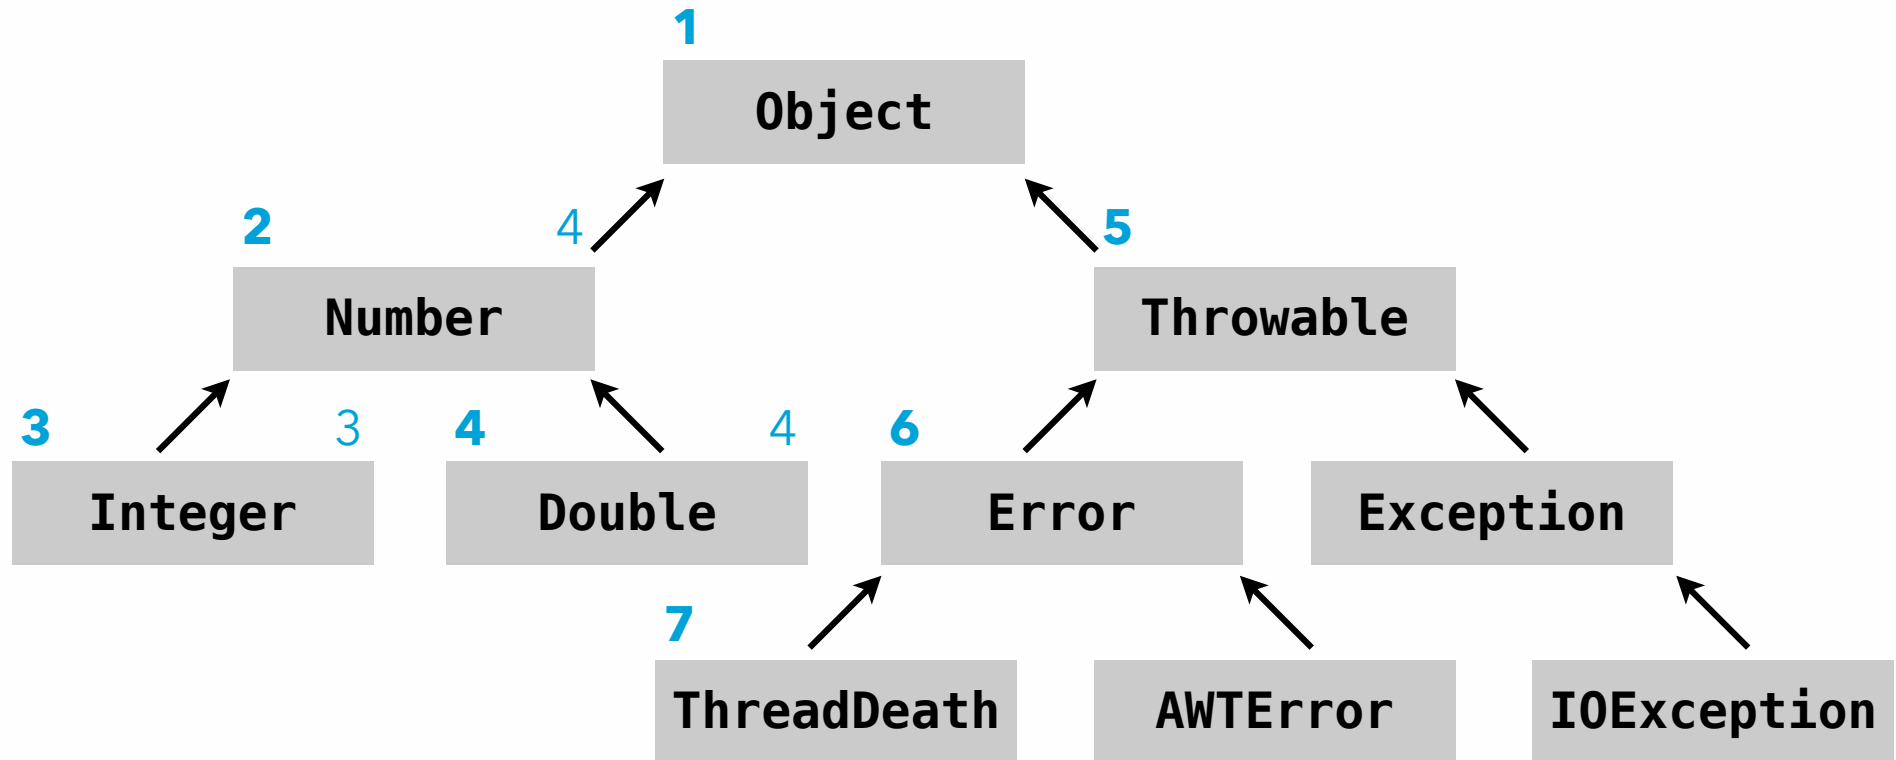 1
Object
2 4 5
Number Throwable
3 3 4 4 6
Integer Double Error Exception
7
ThreadDeath AWTError IOException